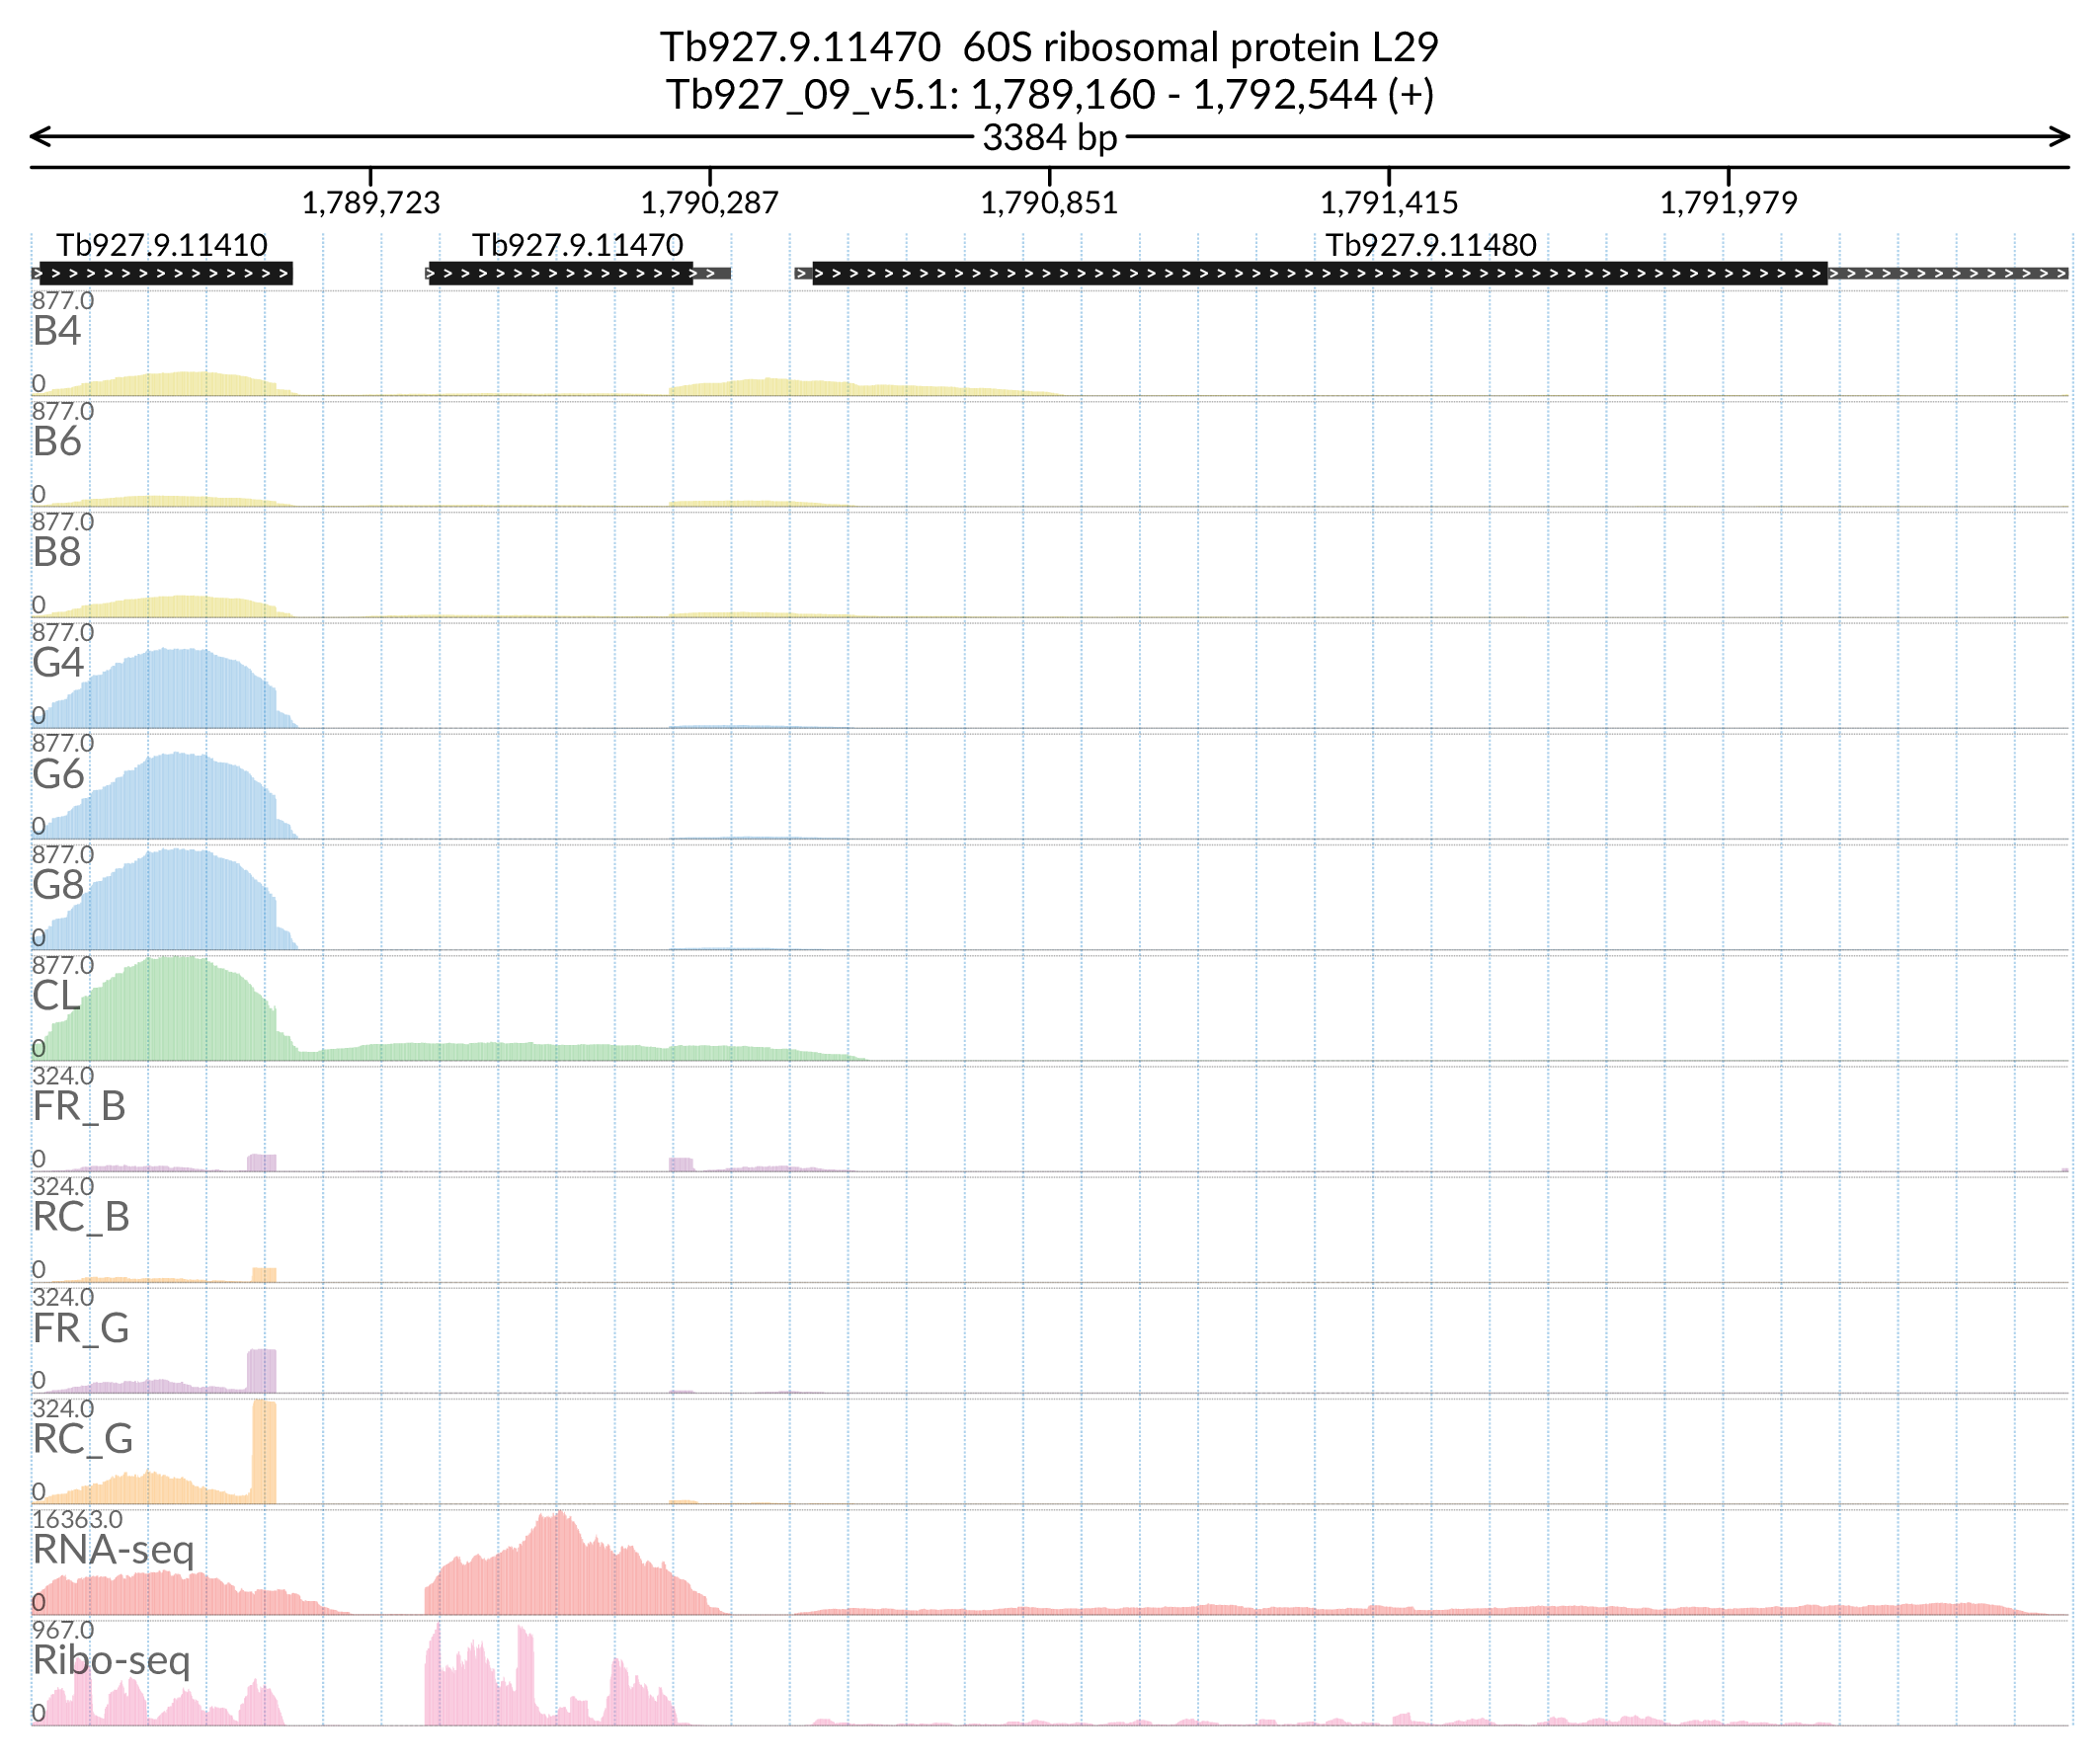 Tb927.9.11470  60S ribosomal protein L29
Tb927_09_v5.1: 1,789,160 - 1,792,544 (+)
3384 bp
1,789,723 1,790,287 1,790,851 1,791,415 1,791,979
Tb927.9.11410 Tb927.9.11470 Tb927.9.11480
877.0
B4
0
877.0
B6
0
877.0
B8
0
877.0
G4
0
877.0
G6
0
877.0
G8
0
877.0
CL
0
324.0
FR_B
0
324.0
RC_B
0
324.0
FR_G
0
324.0
RC_G
0
16363.0
RNA-seq
0
967.0
Ribo-seq
0